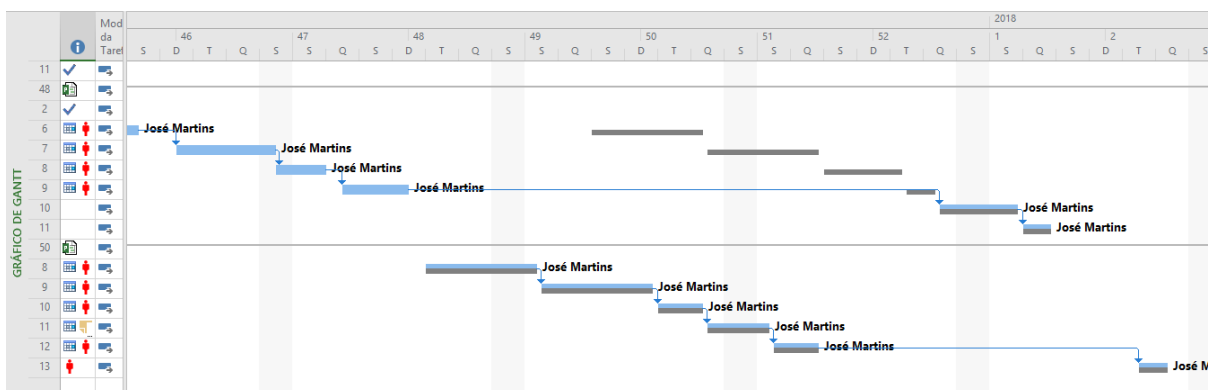 2018
Mod
da
Taref
46 47 48 49 50 51 52 1 2
S D T Q S S Q S D T Q S S Q S D T Q S S Q S D T Q S S Q S D T Q S
GRÁFICO DE GANTT
11
48
2
6 José Martins
7 José Martins
8 José Martins
9 José Martins
10 José Martins
11 José Martins
50
8 José Martins
9 José Martins
10 José Martins
11 José Martins
12 José Martins
13 José M